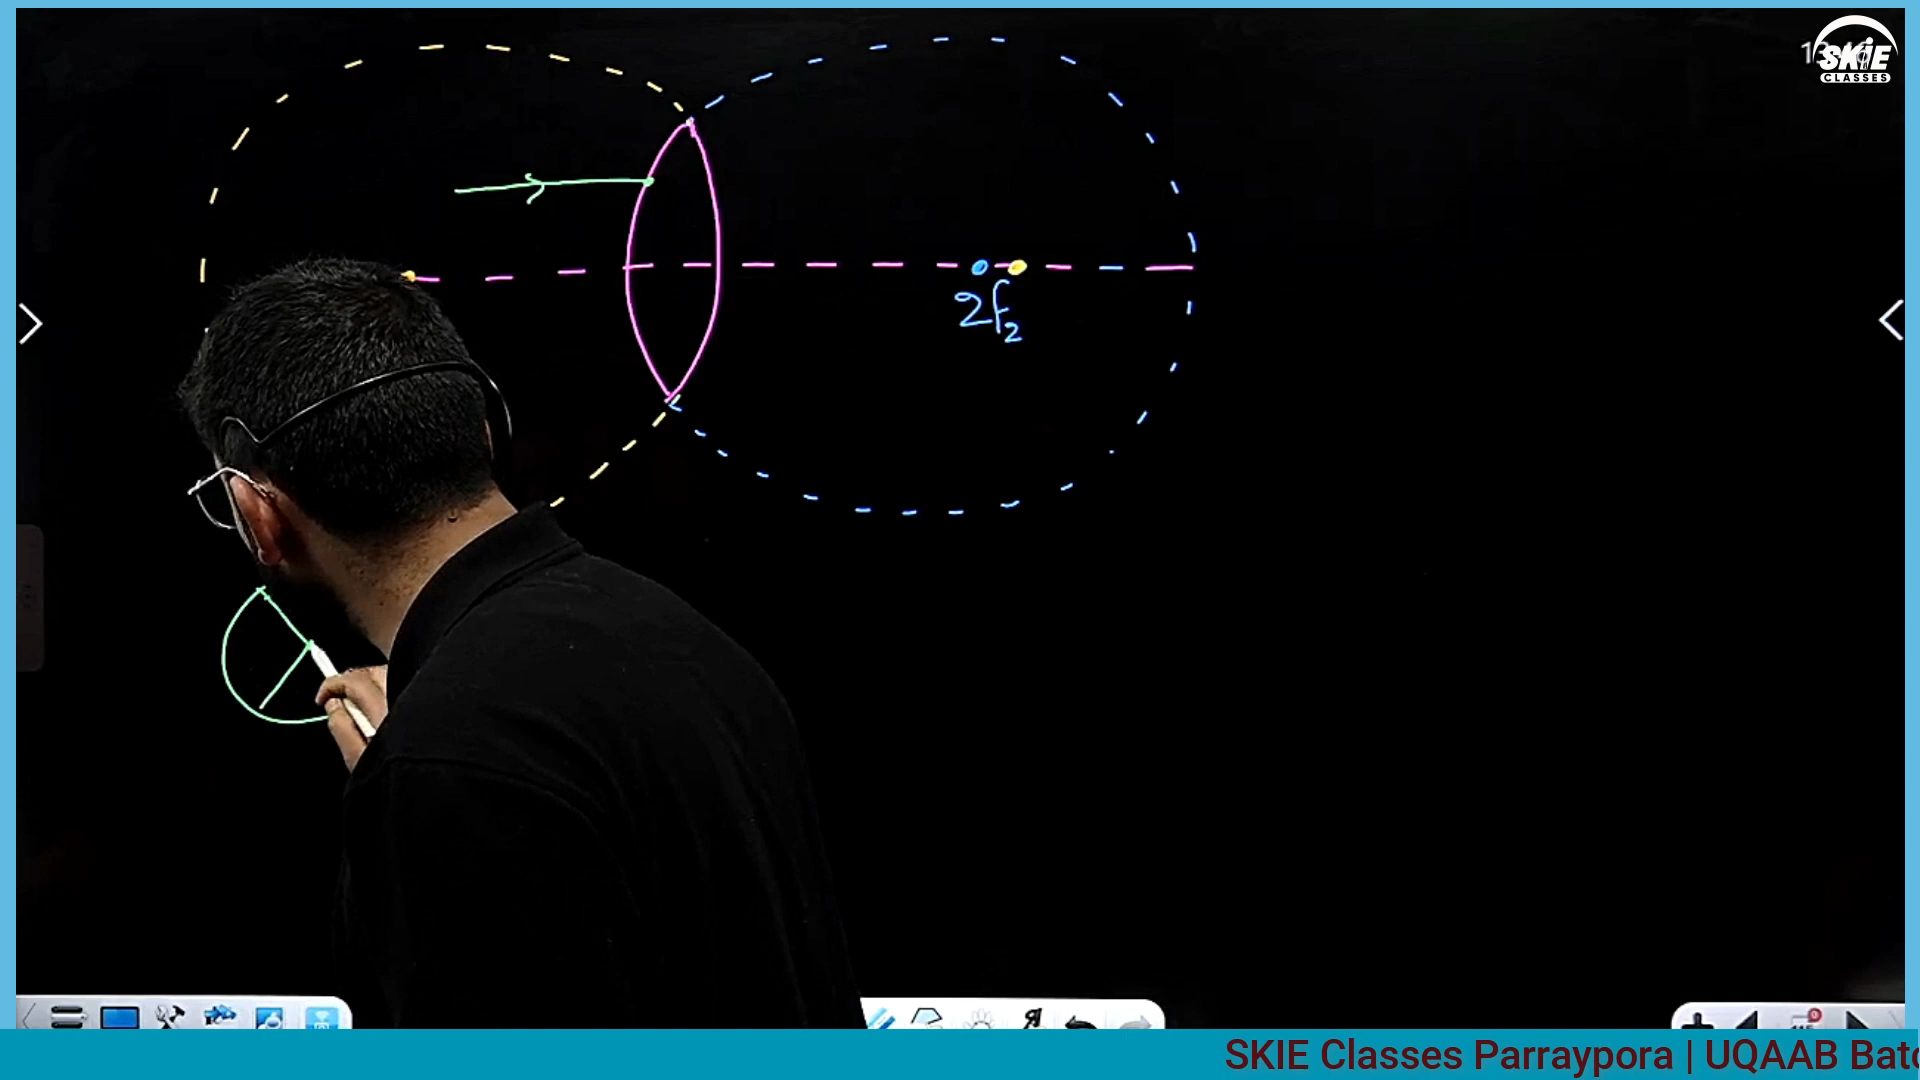 SKIE
CLASSES
2f₂
SKIE Classes Parraypora | UQAAB Batc